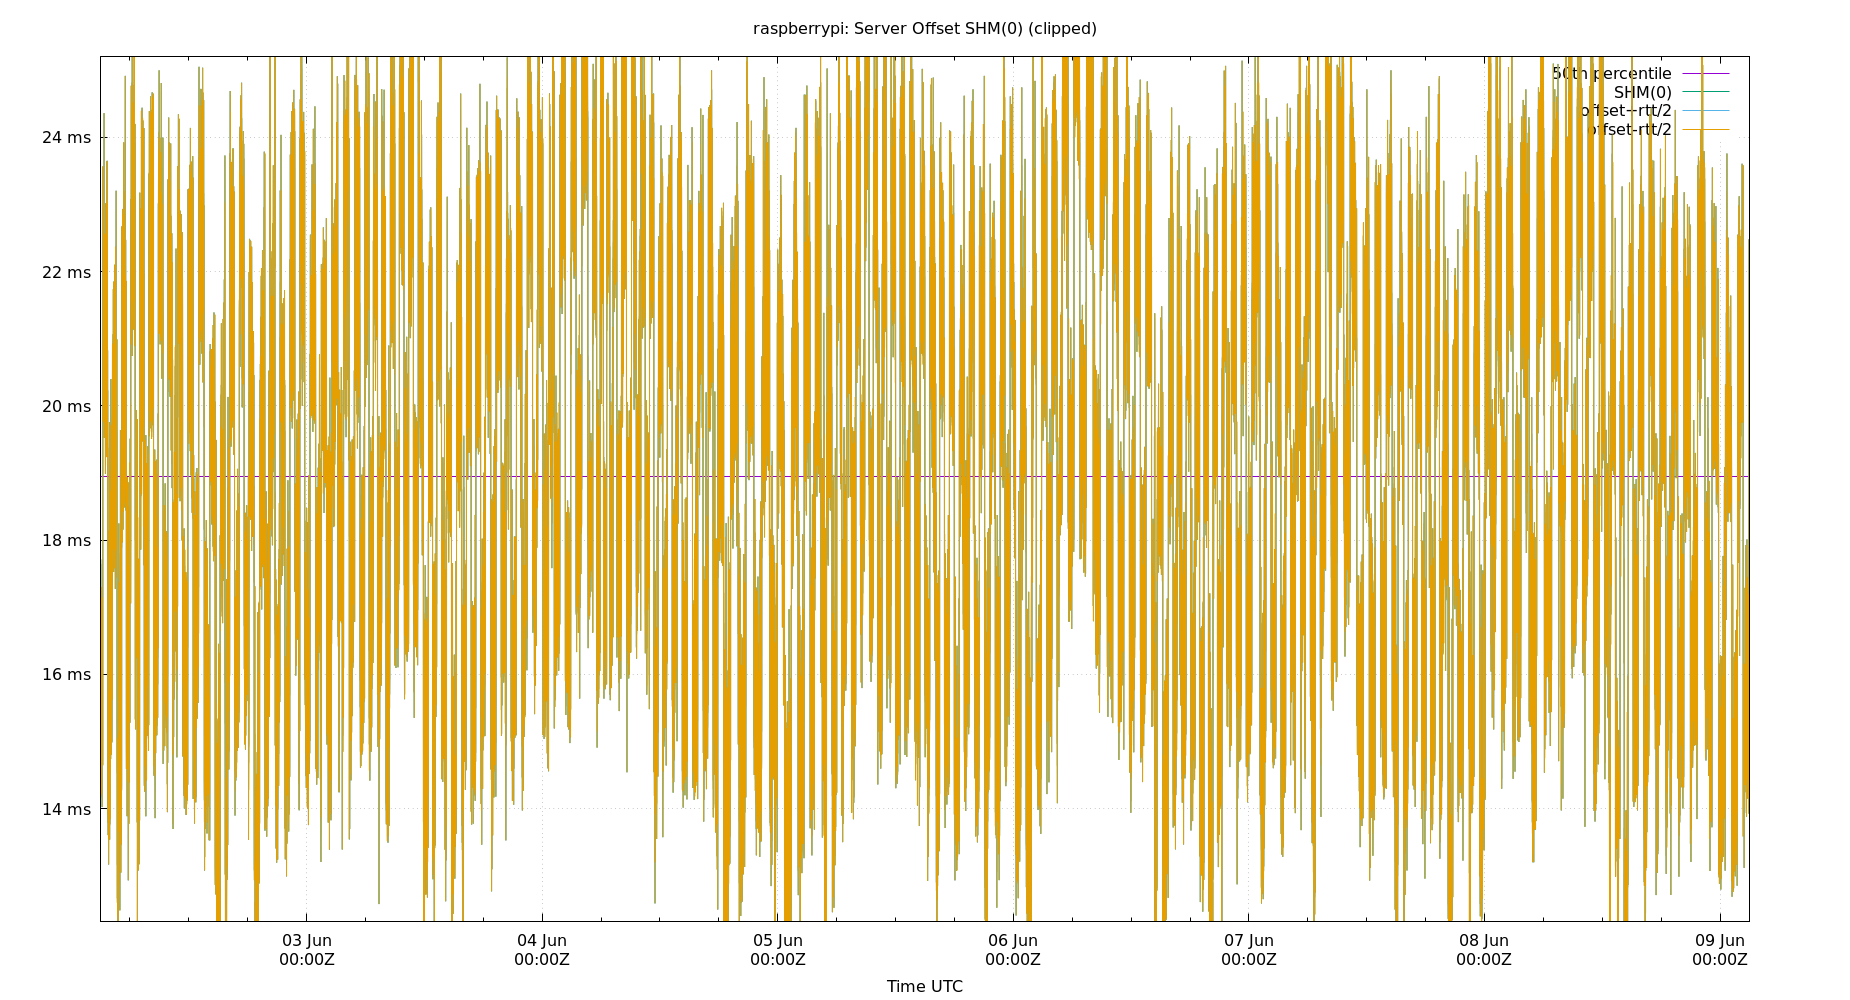 raspberrypi: Server Offset SHM(0) (clipped)
50th percentile
SHM(0)
offset+rtt/2
offset-rtt/2
24 ms
22 ms
20 ms
18 ms
16 ms
14 ms
03 Jun
00:00Z
04 Jun
00:00Z
05 Jun
00:00Z
06 Jun
00:00Z
07 Jun
00:00Z
08 Jun
00:00Z
09 Jun
00:00Z
Time UTC